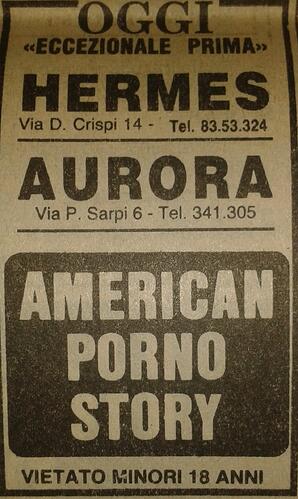 OGGI
«ECCEZIONALE PRIMA»
HERMES
Via D. Crispi 14 - Tel. 83.53.324
AURORA
Via P. Sarpi 6 - Tel. 341.305
AMERICAN
PORNO
STORY
VIETATO MINORI 18 ANNI